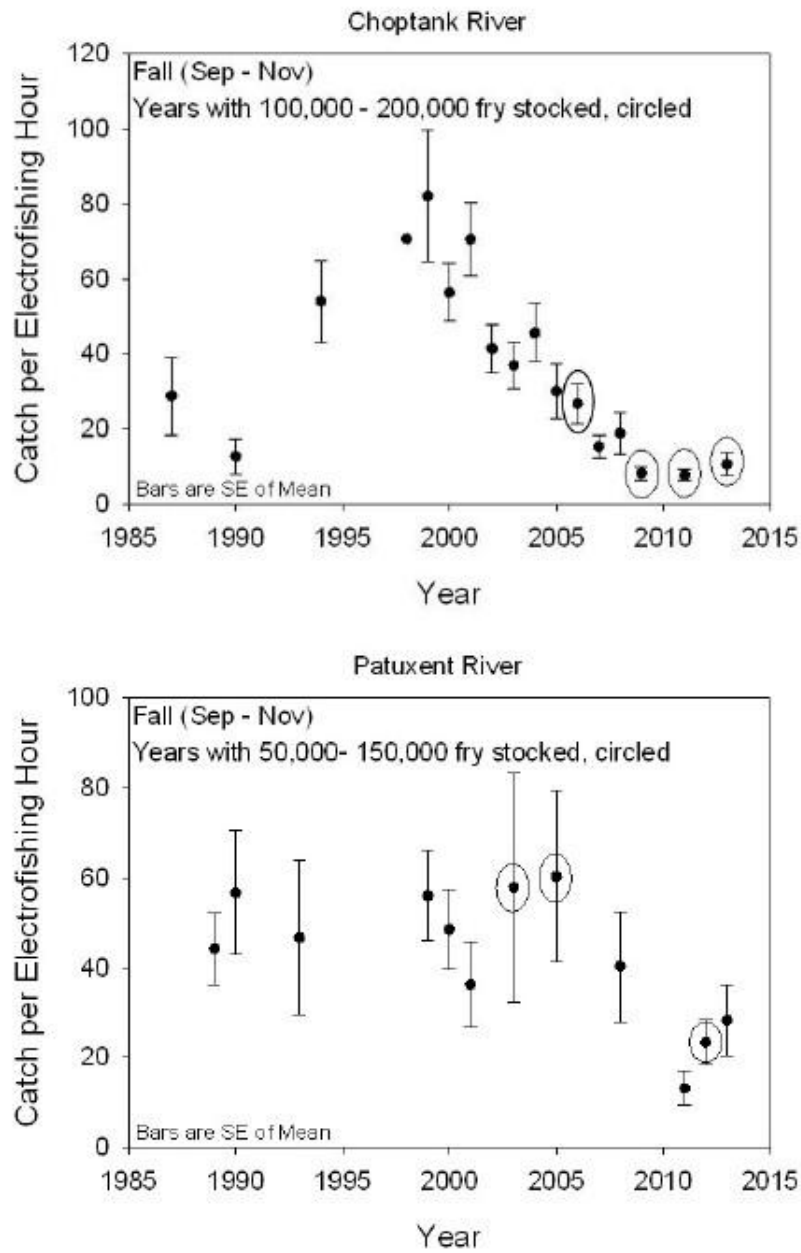 Choptank River
120
Fall (Sep - Nov)
Years with 100,000 - 200,000 fry stocked, circled
100
80
60
40
20
0
Catch per Electrofishing Hour
Bars are SE of Mean
1985 1990 1995 2000 2005 2010 2015
Year
Patuxent River
100
Fall (Sep - Nov)
Years with 50,000- 150,000 fry stocked, circled
80
60
40
20
0
Catch per Electrofishing Hour
Bars are SE of Mean
1985 1990 1995 2000 2005 2010 2015
Year